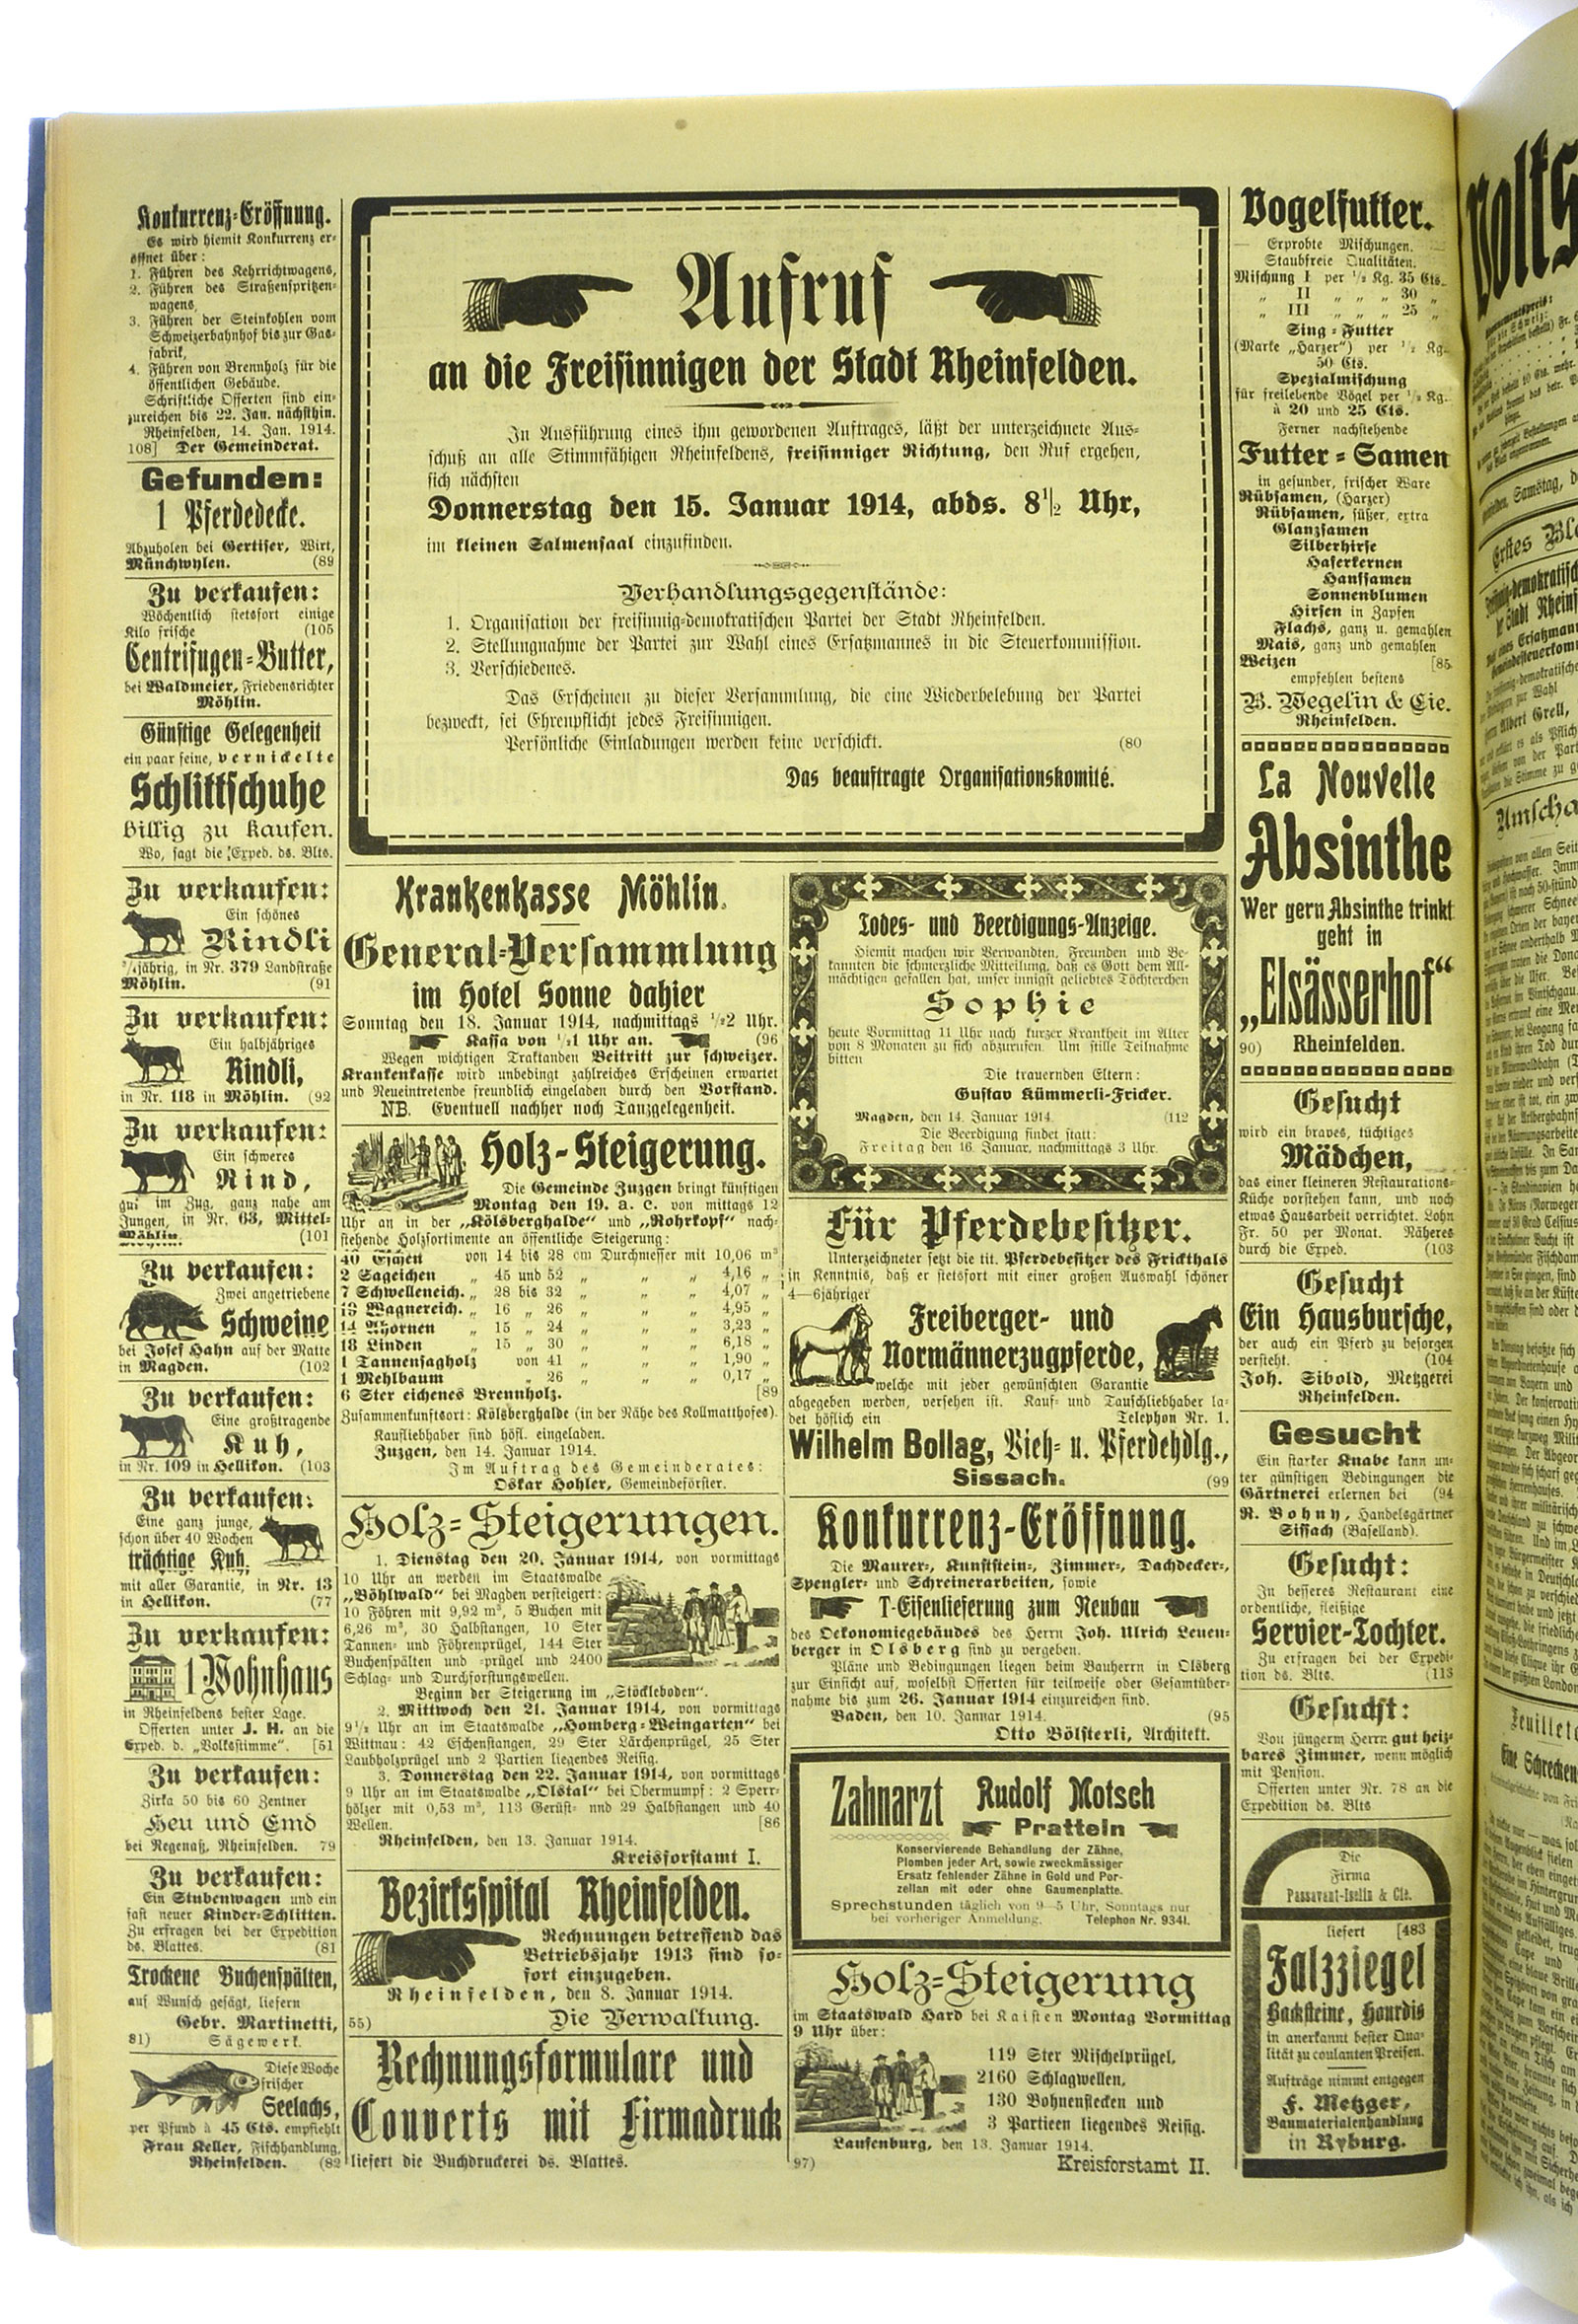 Konkurrenz-Eröffnung.
Es wird hiemit Konkurrenz er-
öffnet über:
1. Führen des Kehrrichtwagens,
2. Führen des Straßenspritzen-
wagens,
3. Führen der Steinkohlen vom
Schweizerbahnhof bis zur Gas-
fabrik,
4. Führen von Brennholz für die
öffentlichen Gebäude.
Schriftliche Offerten sind ein-
zureichen bis 22. Jan. nächsthin.
Rheinfelden, 14. Jan. 1914.
108] Der Gemeinderat.
Gefunden:
1 Pferdedecke.
Abzuholen bei Gertiser, Wirt,
Münchwylen. (89
Zu verkaufen:
Wöchentlich stetsfort einige
Kilo frische (105
Centrifugen-Butter,
bei Waldmeier, Friedensrichter
Möhlin.
Günstige Gelegenheit
ein paar feine, vernickelte
Schlittschuhe
billig zu kaufen.
Wo, sagt die Exped. ds. Blts.
Zu verkaufen:
Ein schönes
Rindli
3/4jährig, in Nr. 379 Landstraße
Möhlin. (91
Zu verkaufen:
Ein halbjähriges
Rindli,
in Nr. 118 in Möhlin. (92
Zu verkaufen:
Ein schweres
Rind,
gut im Zug, ganz nahe am
Jungen, in Nr. 63, Mittel-
Möhlin. (101
Zu verkaufen:
Zwei angetriebene
Schweine
bei Josef Hahn auf der Matte
in Magden. (102
Zu verkaufen:
Eine großtragende
Kuh,
in Nr. 109 in Hellikon. (103
Zu verkaufen:
Eine ganz junge,
schon über 40 Wochen
trächtige Kuh,
mit aller Garantie, in Nr. 13
in Hellikon. (77
Zu verkaufen:
1 Wohnhaus
in Rheinfeldens bester Lage.
Offerten unter J. H. an die
Exped. d. „Volksstimme“. [51
Zu verkaufen:
Zirka 50 bis 60 Zentner
Heu und Emd
bei Regenaß, Rheinfelden. 79
Zu verkaufen:
Ein Stubenwagen und ein
fast neuer Kinder-Schlitten.
Zu erfragen bei der Expedition
ds. Blattes. (81
Trockene Buchenspälten,
auf Wunsch gesägt, liefern
Gebr. Martinetti,
81) Sägewerk.
Diese Woche
frischer
Seelachs,
per Pfund à 45 Cts. empfiehlt
Frau Keller, Fischhandlung,
Rheinfelden. (82
Aufruf
an die Freisinnigen der Stadt Rheinfelden.
In Ausführung eines ihm gewordenen Auftrages, läßt der unterzeichnete Aus-
schuß an alle Stimmfähigen Rheinfeldens, freisinniger Richtung, den Ruf ergehen,
sich nächsten
Donnerstag den 15. Januar 1914, abds. 8 1/2 Uhr,
im kleinen Salmensaal einzufinden.
Verhandlungsgegenstände:
1. Organisation der freisinnig-demokratischen Partei der Stadt Rheinfelden.
2. Stellungnahme der Partei zur Wahl eines Ersatzmannes in die Steuerkommission.
3. Verschiedenes.
Das Erscheinen zu dieser Versammlung, die eine Wiederbelebung der Partei
bezweckt, sei Ehrenpflicht jedes Freisinnigen.
Persönliche Einladungen werden keine verschickt. (80
Das beauftragte Organisationskomité.
Krankenkasse Möhlin.
General-Versammlung
im Hotel Sonne dahier
Sonntag den 18. Januar 1914, nachmittags 1/2 2 Uhr.
Kassa von 1/2 1 Uhr an. (96
Wegen wichtigen Traktanden Beitritt zur schweizer.
Krankenkasse wird unbedingt zahlreiches Erscheinen erwartet
und Neueintretende freundlich eingeladen durch den Vorstand.
NB. Eventuell nachher noch Tanzgelegenheit.
Holz-Steigerung.
Die Gemeinde Zuzgen bringt künftigen
Montag den 19. a. c. von mittags 12
Uhr an in der „Kölsberghalde“ und „Rohrkopf“ nach-
stehende Holzsortimente an öffentliche Steigerung:
40 Eschen von 14 bis 28 cm Durchmesser mit 10,06 m³
2 Sageichen „ 45 und 52 „ „ „ 4,16 „
7 Schwelleneich. „ 28 bis 32 „ „ „ 4,07 „
19 Wagnereich. „ 16 „ 26 „ „ „ 4,95 „
14 Ahornen „ 15 „ 24 „ „ „ 3,23 „
18 Linden „ 15 „ 30 „ „ „ 6,18 „
1 Tannensagholz von 41 „ „ „ 1,90 „
1 Mehlbaum „ 26 „ „ „ 0,17 „
6 Ster eichenes Brennholz. [89
Zusammenkunftsort: Kölsberghalde (in der Nähe des Kollmatthofes).
Kaufliebhaber sind höfl. eingeladen.
Zuzgen, den 14. Januar 1914.
Im Auftrag des Gemeinderates:
Oskar Hohler, Gemeindeförster.
Holz-Steigerungen.
1. Dienstag den 20. Januar 1914, von vormittags
10 Uhr an werden im Staatswalde
„Böhlwald“ bei Magden versteigert:
10 Föhren mit 9,92 m³, 5 Buchen mit
6,26 m³, 30 Halbstangen, 10 Ster
Tannen- und Föhrenprügel, 144 Ster
Buchenspälten und -prügel und 2400
Schlag- und Durchforstungswellen.
Beginn der Steigerung im „Stöckleboden“.
2. Mittwoch den 21. Januar 1914, von vormittags
9 1/2 Uhr an im Staatswalde „Homberg-Weingarten“ bei
Wittnau: 42 Eschenstangen, 29 Ster Lärchenprügel, 25 Ster
Laubholzprügel und 2 Partien liegendes Reisig.
3. Donnerstag den 22. Januar 1914, von vormittags
9 Uhr an im Staatswalde „Olstal“ bei Obermumpf: 2 Sperr-
hölzer mit 0,53 m³, 113 Gerüst- und 29 Halbstangen und 40
Wellen. [86
Rheinfelden, den 13. Januar 1914.
Kreisforstamt I.
Bezirksspital Rheinfelden.
Rechnungen betreffend das
Betriebsjahr 1913 sind so-
fort einzugeben.
Rheinfelden, den 8. Januar 1914.
55) Die Verwaltung.
Rechnungsformulare und
Couverts mit Firmadruck
liefert die Buchdruckerei ds. Blattes.
Todes- und Beerdigungs-Anzeige.
Hiemit machen wir Verwandten, Freunden und Be-
kannten die schmerzliche Mitteilung, daß es Gott dem All-
mächtigen gefallen hat, unser innigst geliebtes Töchterchen
Sophie
heute Vormittag 11 Uhr nach kurzer Krankheit im Alter
von 8 Monaten zu sich abzurufen. Um stille Teilnahme
bitten
Die trauernden Eltern:
Gustav Kümmerli-Fricker.
Magden, den 14. Januar 1914. (112
Die Beerdigung findet statt:
Freitag den 16. Januar, nachmittags 3 Uhr.
Für Pferdebesitzer.
Unterzeichneter setzt die tit. Pferdebesitzer des Frickthals
in Kenntnis, daß er stetsfort mit einer großen Auswahl schöner
4—6jähriger
Freiberger- und
Normännerzugpferde,
welche mit jeder gewünschten Garantie
abgegeben werden, versehen ist. Kauf- und Tauschliebhaber la-
det höflich ein Telephon Nr. 1.
Wilhelm Bollag, Vieh- u. Pferdehdlg.,
Sissach. (99
Konkurrenz-Eröffnung.
Die Maurer-, Kunststein-, Zimmer-, Dachdecker-,
Spengler- und Schreinerarbeiten, sowie
T-Eisenlieferung zum Neubau
des Oekonomiegebäudes des Herrn Joh. Ulrich Leuen-
berger in Olsberg sind zu vergeben.
Pläne und Bedingungen liegen beim Bauherrn in Olsberg
zur Einsicht auf, woselbst Offerten für teilweise oder Gesamtüber-
nahme bis zum 26. Januar 1914 einzureichen sind.
Baden, den 10. Januar 1914. (95
Otto Bölsterli, Architekt.
Zahnarzt Rudolf Motsch
Pratteln
Konservierende Behandlung der Zähne,
Plomben jeder Art, sowie zweckmässiger
Ersatz fehlender Zähne in Gold und Por-
zellan mit oder ohne Gaumenplatte.
Sprechstunden täglich von 9—5 Uhr, Sonntags nur
bei vorheriger Anmeldung. Telephon Nr. 9341.
Holz-Steigerung
im Staatswald Hard bei Kaisten Montag Vormittag
9 Uhr über:
119 Ster Mischelprügel,
2160 Schlagwellen,
130 Bohnenstecken und
3 Partieen liegendes Reisig.
Laufenburg, den 13. Januar 1914.
97) Kreisforstamt II.
Vogelfutter.
Erprobte Mischungen.
Staubfreie Qualitäten.
Mischung I per 1/2 Kg. 35 Cts.
„ II „ „ „ 30 „
„ III „ „ „ 25 „
Sing-Futter
(Marke „Harzer“) per 1/2 Kg.
50 Cts.
Spezialmischung
für freilebende Vögel per 1/2 Kg.
à 20 und 25 Cts.
Ferner nachstehende
Futter-Samen
in gesunder, frischer Ware
Rübsamen, (Harzer)
Rübsamen, süßer, extra
Glanzsamen
Silberhirse
Haferkernen
Hanfsamen
Sonnenblumen
Hirsen in Zapfen
Flachs, ganz u. gemahlen
Mais, ganz und gemahlen
Weizen [85
empfehlen bestens
B. Wegelin & Cie.
Rheinfelden.
La Nouvelle
Absinthe
Wer gern Absinthe trinkt
geht in
„Elsässerhof“
90) Rheinfelden.
Gesucht
wird ein braves, tüchtiges
Mädchen,
das einer kleineren Restaurations-
Küche vorstehen kann, und noch
etwas Hausarbeit verrichtet. Lohn
Fr. 50 per Monat. Näheres
durch die Exped. (103
Gesucht
Ein Hausbursche,
der auch ein Pferd zu besorgen
versteht. (104
Joh. Sibold, Metzgerei
Rheinfelden.
Gesucht
Ein starker Knabe kann un-
ter günstigen Bedingungen die
Gärtnerei erlernen bei (94
R. Bohny, Handelsgärtner
Sissach (Baselland).
Gesucht:
In besseres Restaurant eine
ordentliche, fleißige
Servier-Tochter.
Zu erfragen bei der Expedi-
tion ds. Blts. (113
Gesucht:
Von jüngerm Herrn gut heiz-
bares Zimmer, wenn möglich
mit Pension.
Offerten unter Nr. 78 an die
Expedition ds. Blts
Die
Firma
Passavant-Iselin & Cie.
liefert [483
Falzziegel
Backsteine, Hourdis
in anerkannt bester Qua-
lität zu coulanten Preisen.
Aufträge nimmt entgegen
F. Metzger,
Baumaterialenhandlung
in Ryburg.